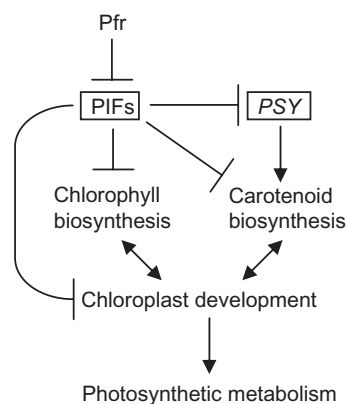 Pfr
PIFs
PSY
Chlorophyll
biosynthesis
Carotenoid
biosynthesis
Chloroplast development
Photosynthetic metabolism